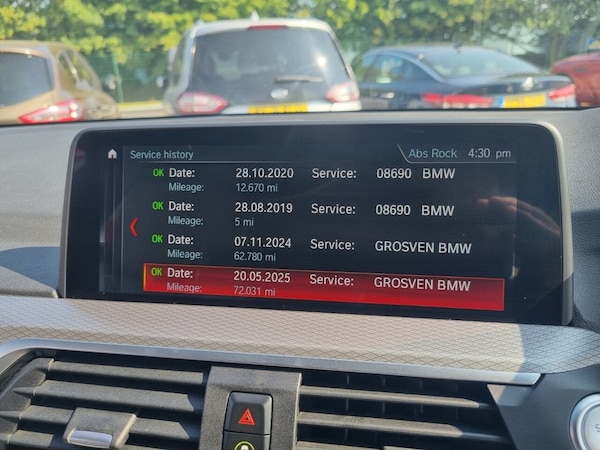 Service history
Abs Rock 4:30 pm
OK Date: 28.10.2020 Service: 08690 BMW
Mileage: 12.670 mi
OK Date: 28.08.2019 Service: 08690 BMW
Mileage: 5 mi
OK Date: 07.11.2024 Service: GROSVEN BMW
Mileage: 62.780 mi
OK Date: 20.05.2025 Service: GROSVEN BMW
Mileage: 72.031 mi